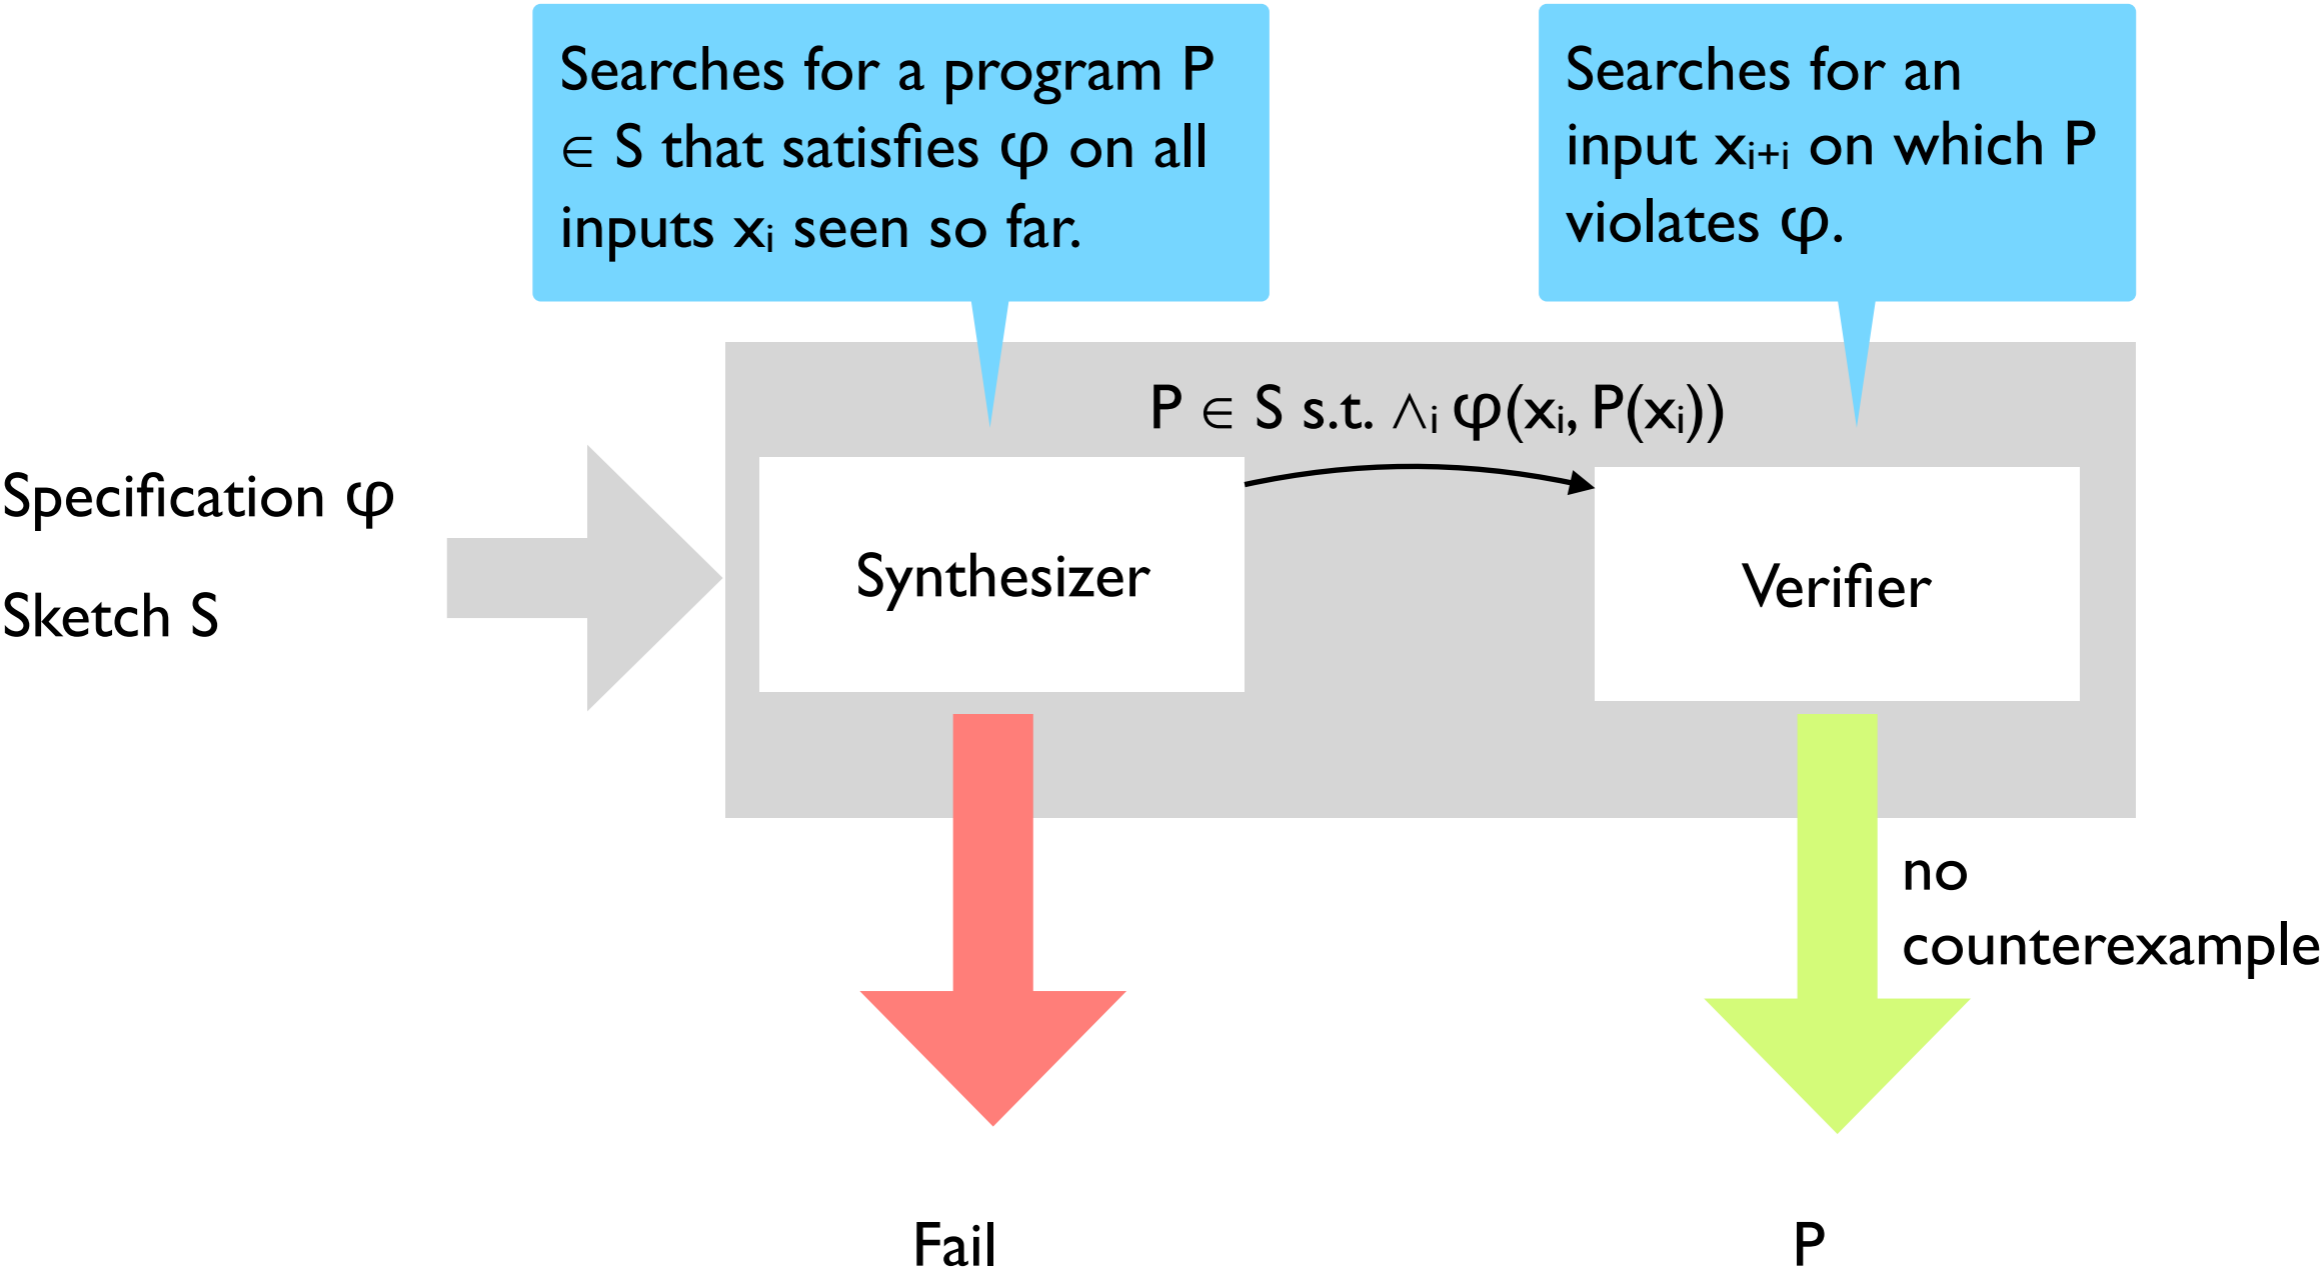 Searches for a program P
∈ S that satisfies φ on all
inputs xᵢ seen so far.
Searches for an
input xᵢ₊ᵢ on which P
violates φ.
P ∈ S s.t. ∧ᵢ φ(xᵢ, P(xᵢ))
Specification φ
Sketch S
Synthesizer
Verifier
no
counterexample
Fail
P